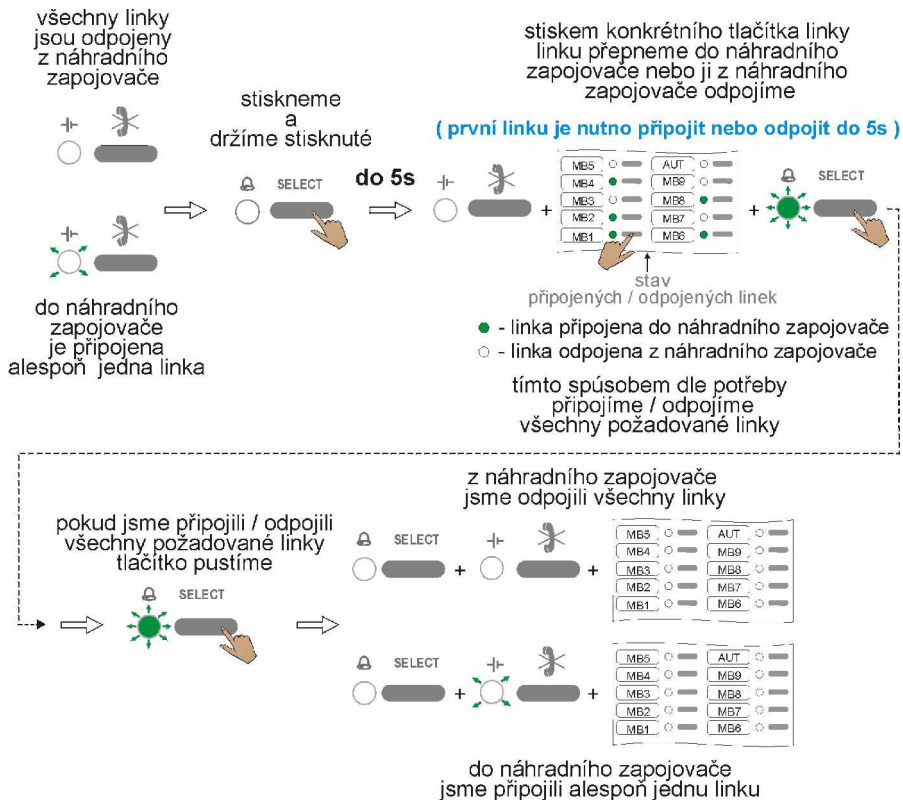 všechny linky
jsou odpojeny
z náhradního
zapojovače
stiskneme
a
držíme stisknuté
SELECT
do náhradního
zapojovače
je připojena
alespoň jedna linka
do 5s
stiskem konkrétního tlačítka linky
linku přepneme do náhradního
zapojovače nebo ji z náhradního
zapojovače odpojíme
( první linku je nutno připojit nebo odpojit do 5s )
+
MB5 AUT
MB4 MB9
MB3 MB8
MB2 MB7
MB1 MB6
+
SELECT
stav
připojených / odpojených linek
- linka připojena do náhradního zapojovače
- linka odpojena z náhradního zapojovače
tímto spúsobem dle potřeby
připojíme / odpojíme
všechny požadované linky
pokud jsme připojili / odpojili
všechny požadované linky
tlačítko pustíme
SELECT
z náhradního zapojovače
jsme odpojili všechny linky
SELECT
+ +
MB5 AUT
MB4 MB9
MB3 MB8
MB2 MB7
MB1 MB6
SELECT
+ +
MB5 AUT
MB4 MB9
MB3 MB8
MB2 MB7
MB1 MB6
do náhradního zapojovače
jsme připojili alespoň jednu linku